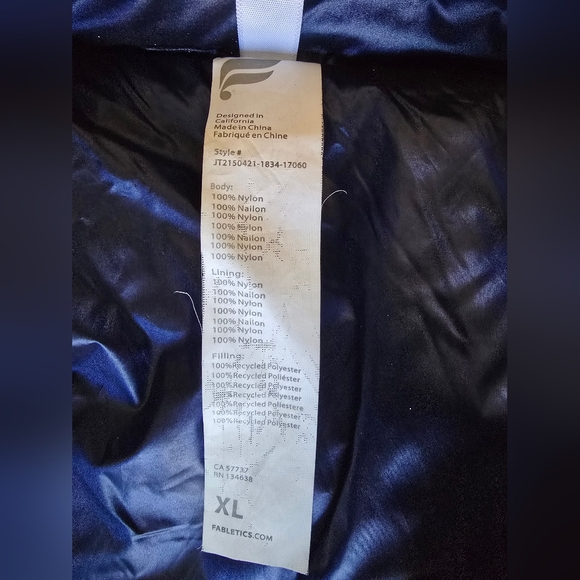 Designed in
California
Made in China
Fabriqué en Chine
Style #
JT2150421-1834-17060
Body:
100% Nylon
100% Nailon
100% Nylon
100% Nylon
100% Nailon
100% Nylon
100% Nylon
Lining:
100% Nylon
100% Nailon
100% Nylon
100% Nylon
100% Nailon
100% Nylon
100% Nylon
Filling:
100% Recycled Polyester
100% Recycled Poliéster
100% Recycled Polyester
100% Recycled Polyester
100% Recycled Poliestere
100% Recycled Polyester
100% Recycled Polyester
CA 57737
RN 134638
XL
FABLETICS.COM